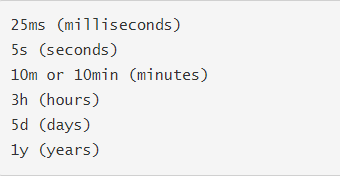 25ms (milliseconds)
5s (seconds)
10m or 10min (minutes)
3h (hours)
5d (days)
1y (years)